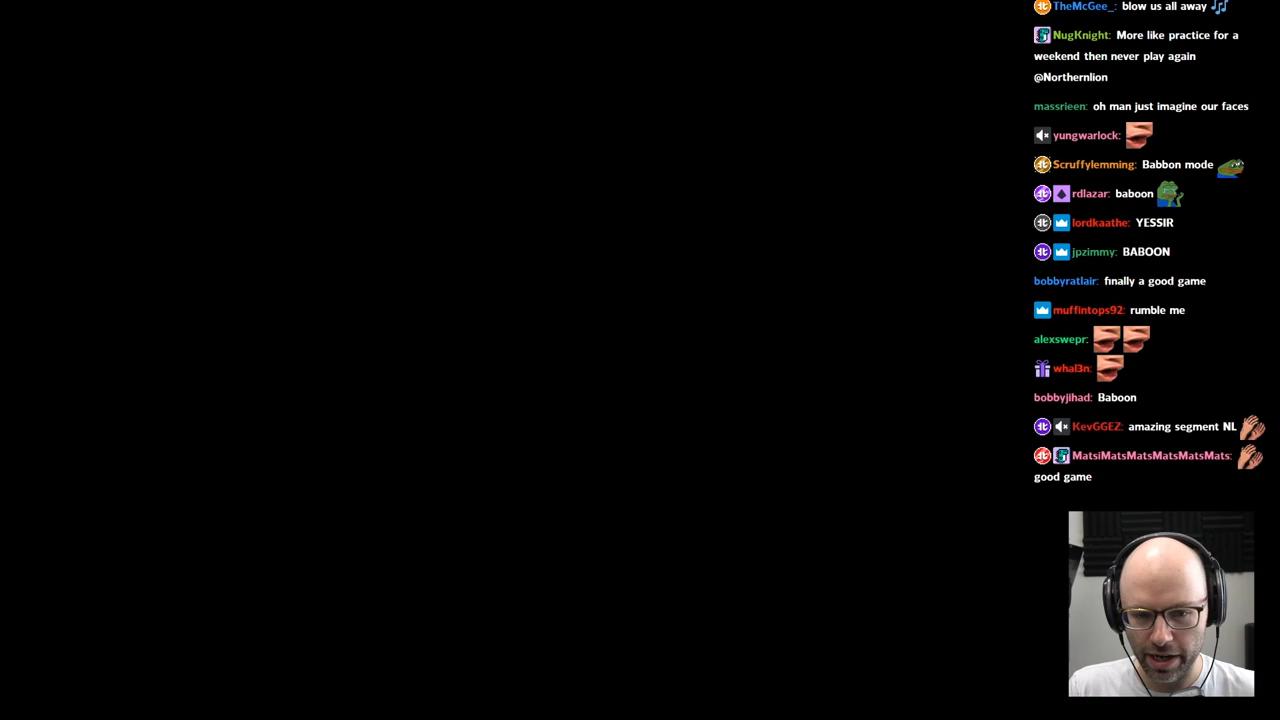 TheMcGee_: blow us all away
NugKnight: More like practice for a
weekend then never play again
@Northernlion
massrieen: oh man just imagine our faces
yungwarlock:
Scruffylemming: Babbon mode
rdlazar: baboon
lordkaathe: YESSIR
jpzimmy: BABOON
bobbyratlair: finally a good game
muffintops92: rumble me
alexswepr:
whal3n:
bobbyjihad: Baboon
KevGGEZ: amazing segment NL
MatsiMatsMatsMatsMatsMats:
good game